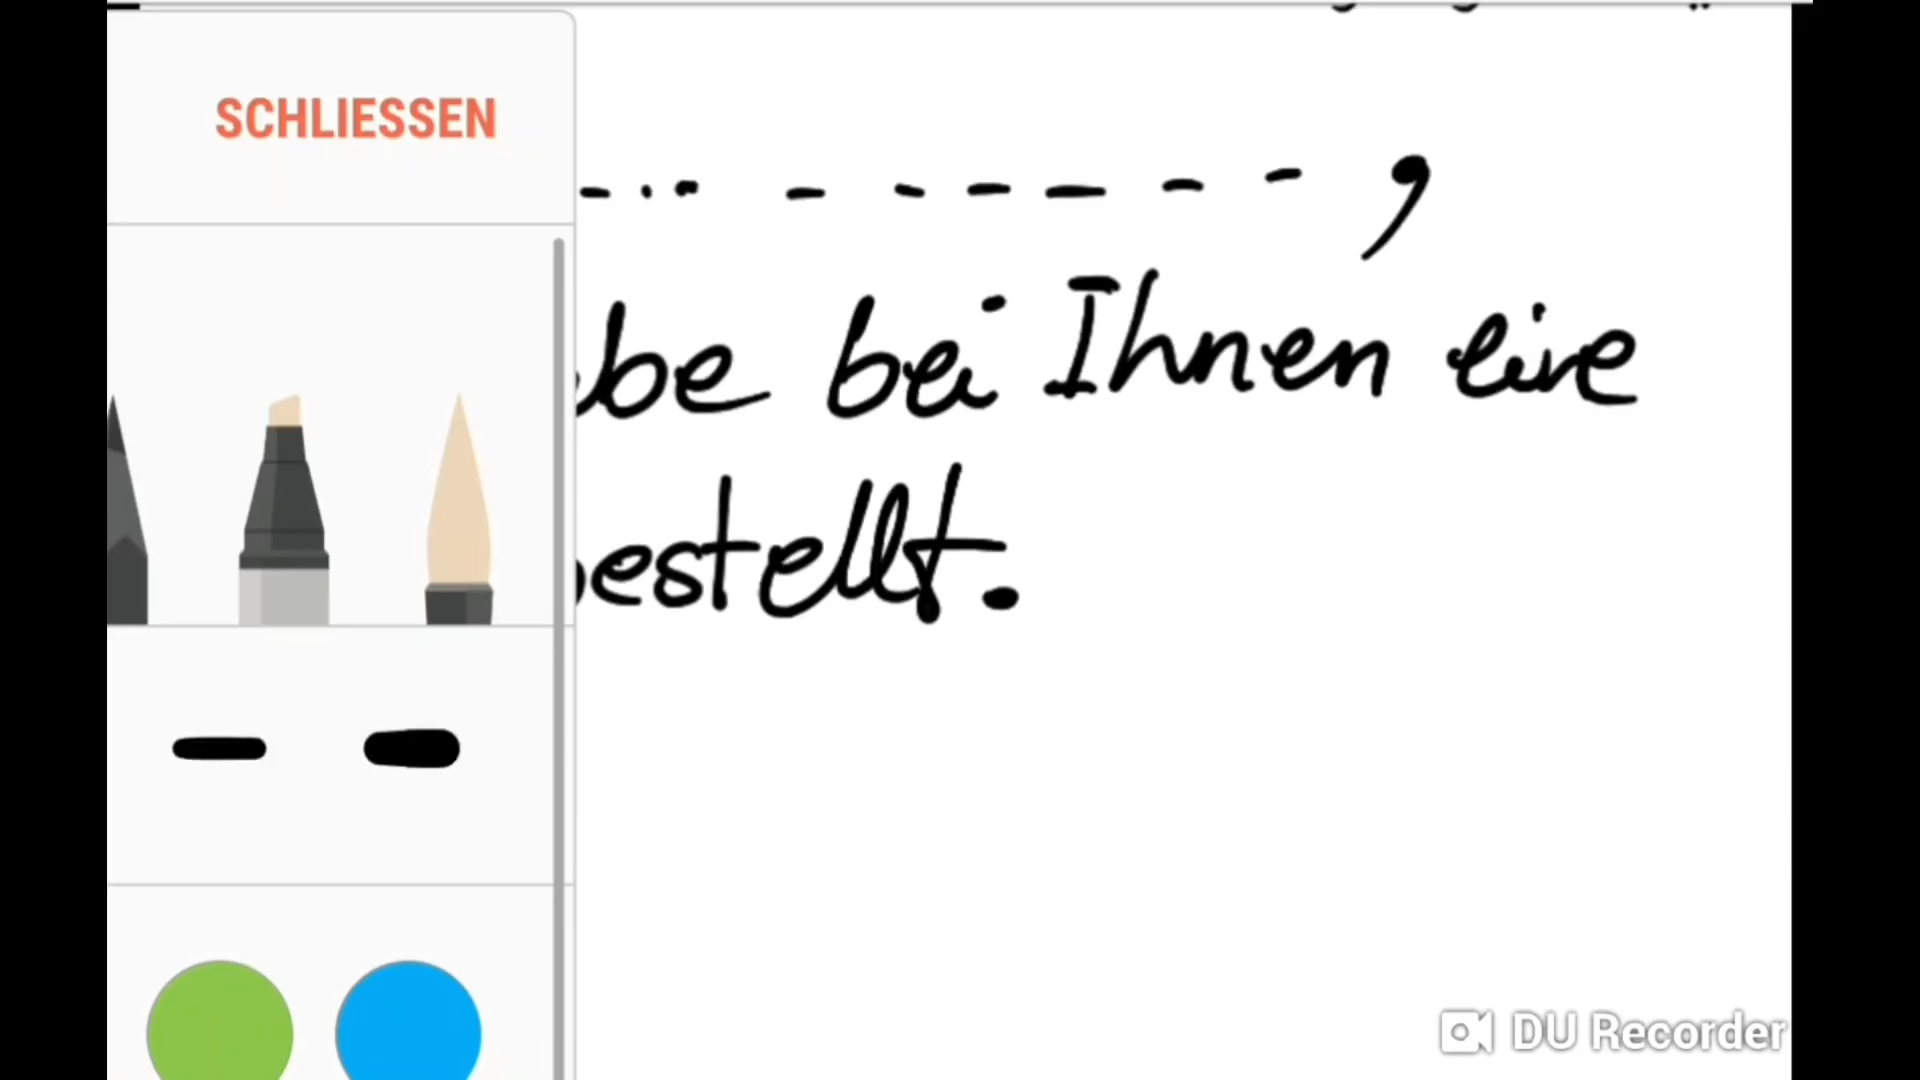 SCHLIESSEN
be bei Ihnen eine
estellt.
DU Recorder